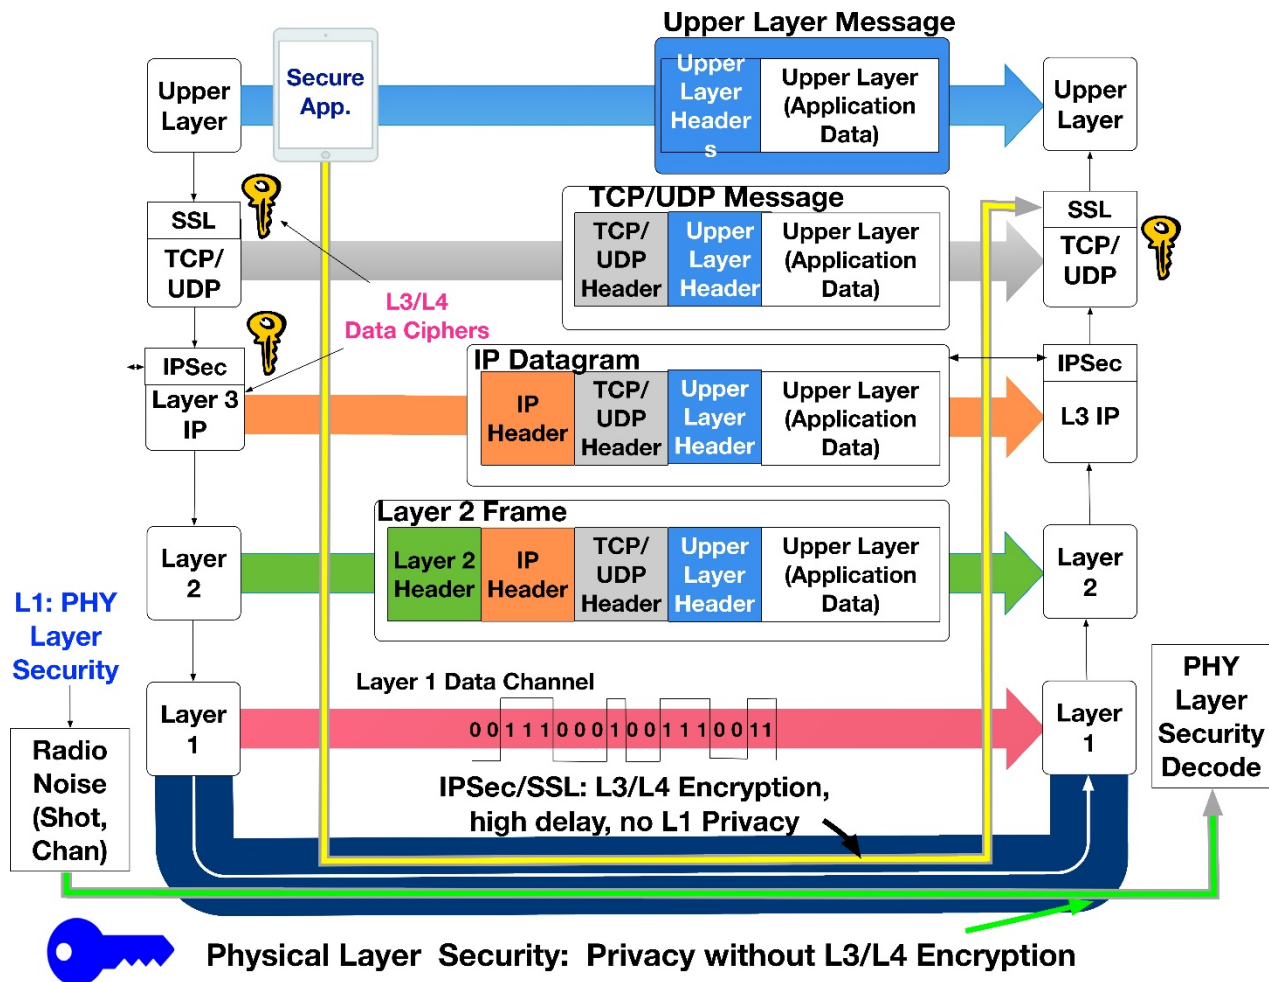 Upper Layer Message
Upper
Layer
Secure
App.
Upper
Layer
Header
s
Upper Layer
(Application
Data)
Upper
Layer
TCP/UDP Message
SSL
TCP/
UDP
TCP/
UDP
Header
Upper
Layer
Header
Upper Layer
(Application
Data)
SSL
TCP/
UDP
L3/L4
Data Ciphers
IP Datagram
IPSec
Layer 3
IP
IP
Header
TCP/
UDP
Header
Upper
Layer
Header
Upper Layer
(Application
Data)
IPSec
L3 IP
Layer 2 Frame
Layer
2
Layer 2
Header
IP
Header
TCP/
UDP
Header
Upper
Layer
Header
Upper Layer
(Application
Data)
Layer
2
L1: PHY
Layer
Security
Layer 1 Data Channel
Layer
1
0 0 1 1 1 0 0 0 1 0 0 1 1 1 0 0 1 1
Layer
1
PHY
Layer
Security
Decode
Radio
Noise
(Shot,
Chan)
IPSec/SSL: L3/L4 Encryption,
high delay, no L1 Privacy
Physical Layer Security: Privacy without L3/L4 Encryption